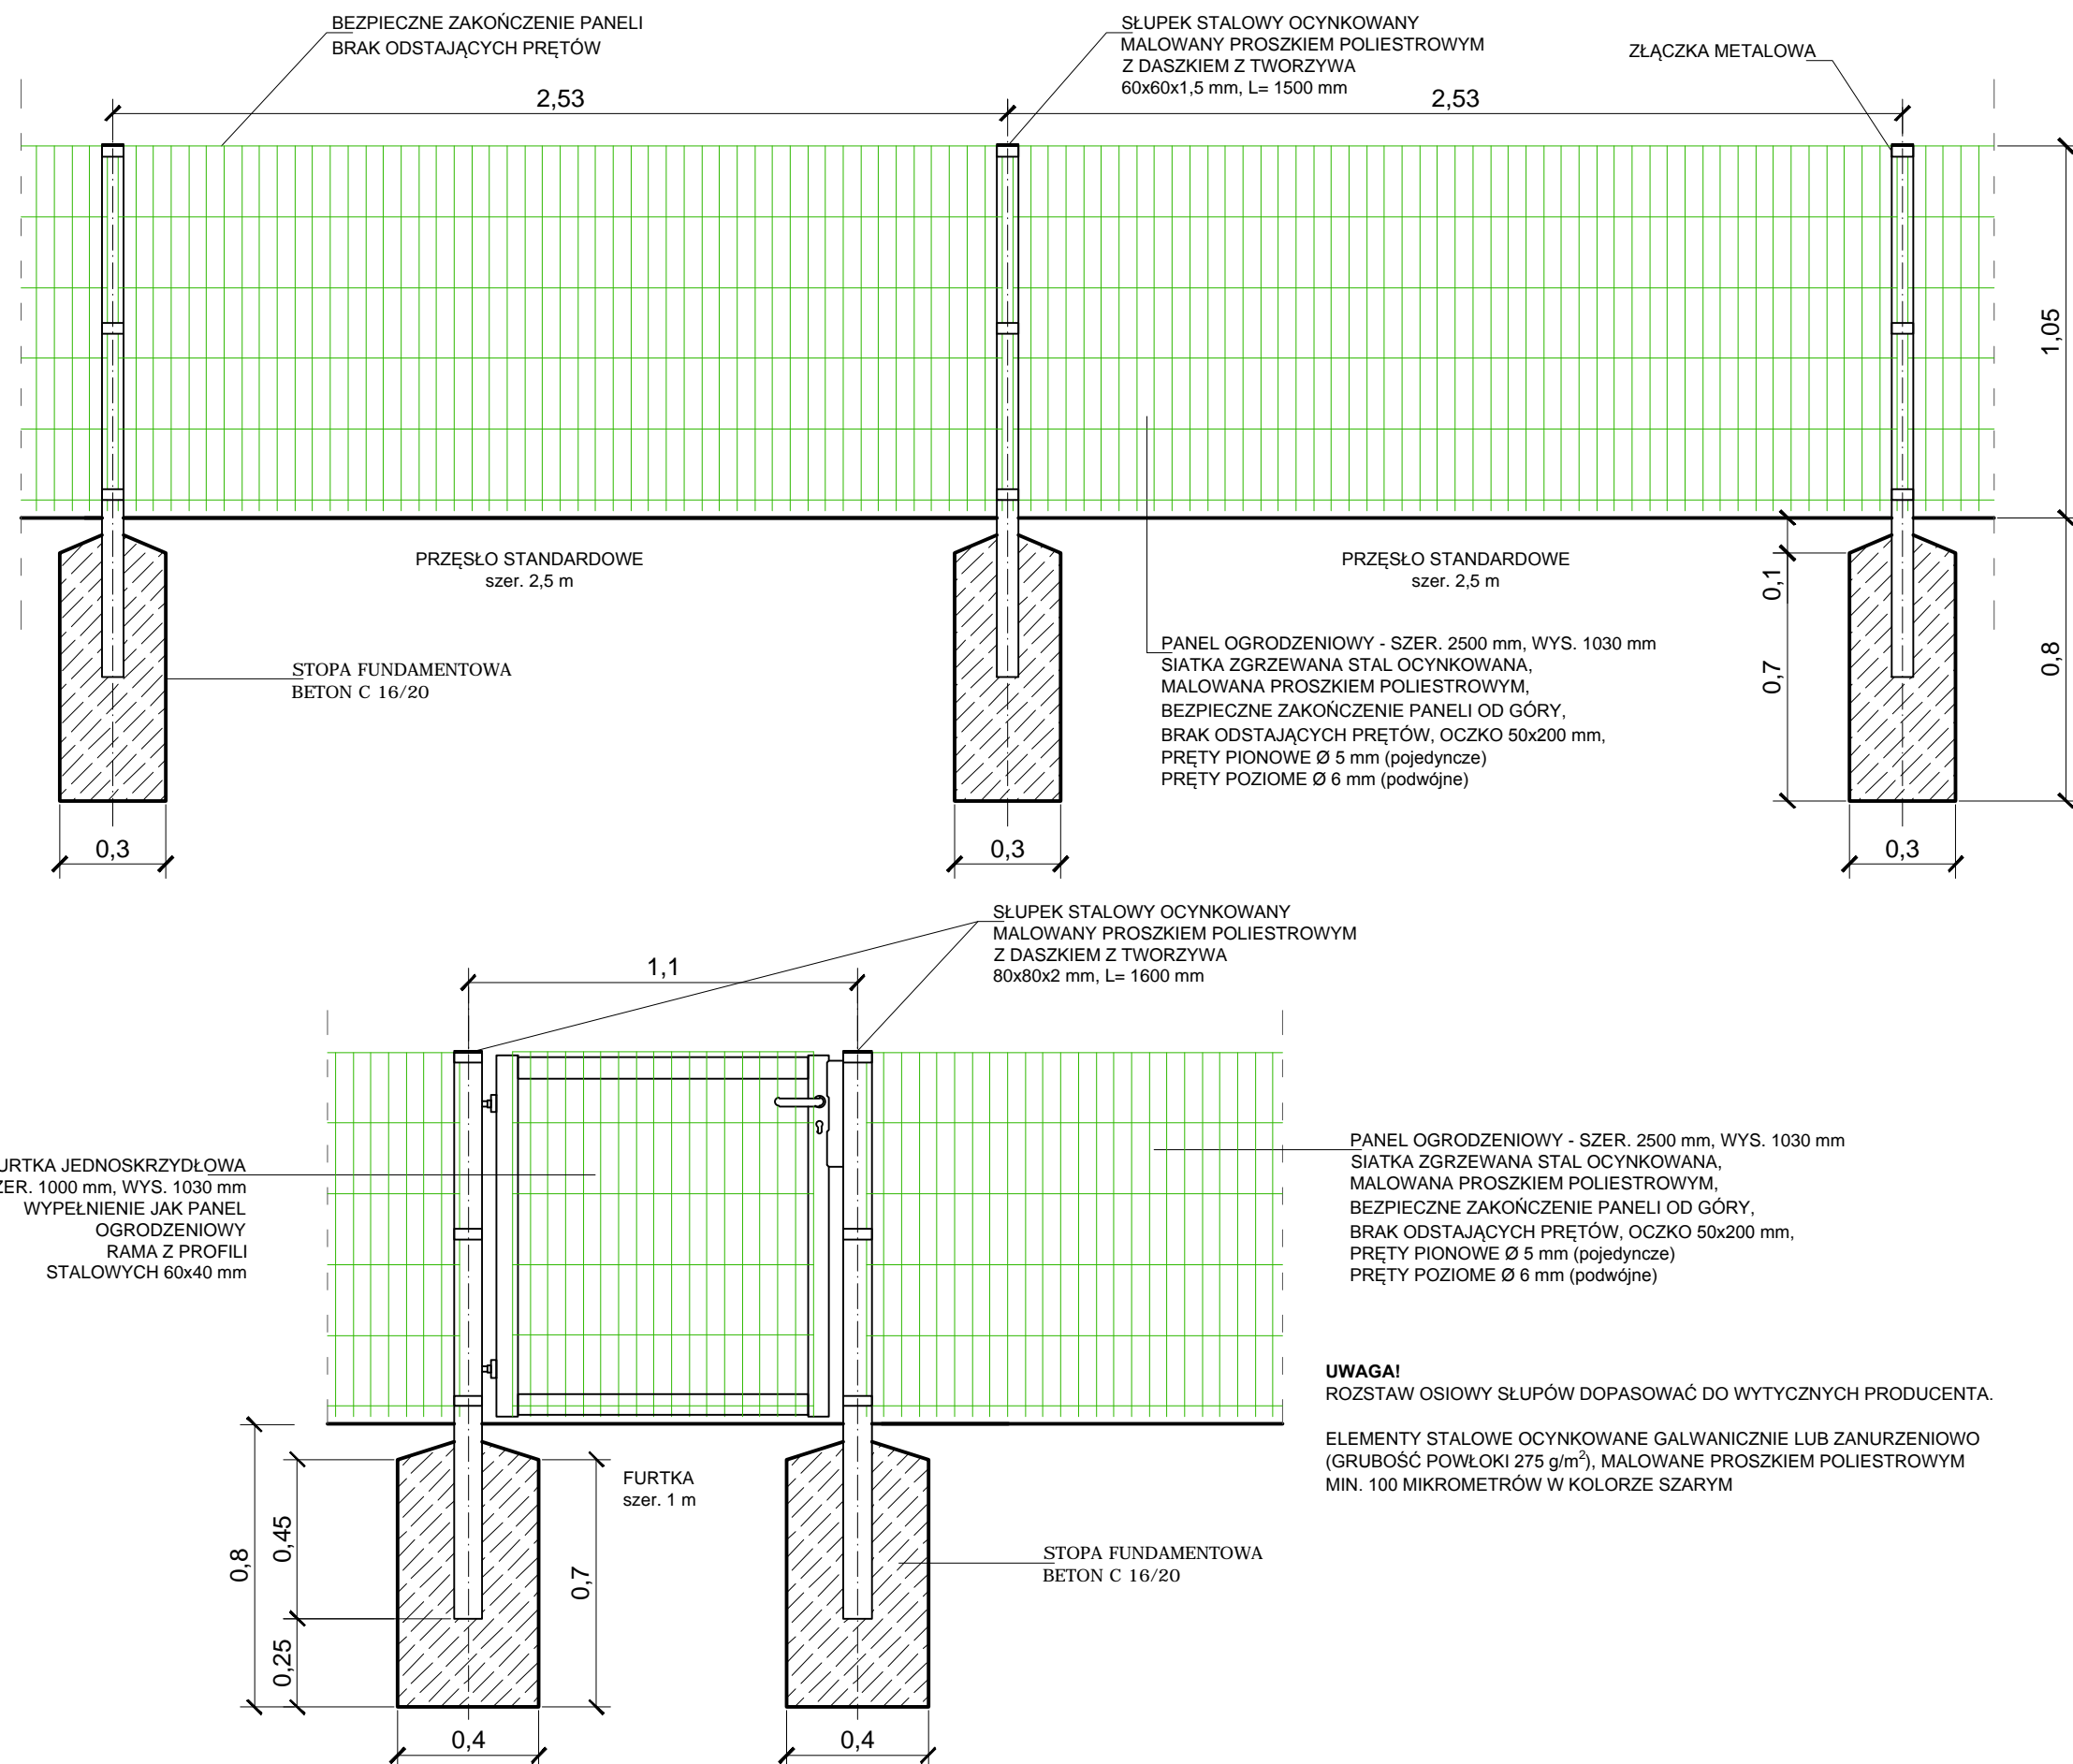 BEZPIECZNE ZAKOŃCZENIE PANELI
BRAK ODSTAJĄCYCH PRĘTÓW
SŁUPEK STALOWY OCYNKOWANY
MALOWANY PROSZKIEM POLIESTROWYM
Z DASZKIEM Z TWORZYWA
60x60x1,5 mm, L= 1500 mm
ZŁĄCZKA METALOWA
2,53
2,53
1,05
PRZĘSŁO STANDARDOWE
szer. 2,5 m
PRZĘSŁO STANDARDOWE
szer. 2,5 m
0,1
0,7
0,8
STOPA FUNDAMENTOWA
BETON C 16/20
PANEL OGRODZENIOWY - SZER. 2500 mm, WYS. 1030 mm
SIATKA ZGRZEWANA STAL OCYNKOWANA,
MALOWANA PROSZKIEM POLIESTROWYM,
BEZPIECZNE ZAKOŃCZENIE PANELI OD GÓRY,
BRAK ODSTAJĄCYCH PRĘTÓW, OCZKO 50x200 mm,
PRĘTY PIONOWE Ø 5 mm (pojedyncze)
PRĘTY POZIOME Ø 6 mm (podwójne)
0,3
0,3
0,3
SŁUPEK STALOWY OCYNKOWANY
MALOWANY PROSZKIEM POLIESTROWYM
Z DASZKIEM Z TWORZYWA
80x80x2 mm, L= 1600 mm
1,1
URTKA JEDNOSKRZYDŁOWA
ZER. 1000 mm, WYS. 1030 mm
WYPEŁNIENIE JAK PANEL
OGRODZENIOWY
RAMA Z PROFILI
STALOWYCH 60x40 mm
PANEL OGRODZENIOWY - SZER. 2500 mm, WYS. 1030 mm
SIATKA ZGRZEWANA STAL OCYNKOWANA,
MALOWANA PROSZKIEM POLIESTROWYM,
BEZPIECZNE ZAKOŃCZENIE PANELI OD GÓRY,
BRAK ODSTAJĄCYCH PRĘTÓW, OCZKO 50x200 mm,
PRĘTY PIONOWE Ø 5 mm (pojedyncze)
PRĘTY POZIOME Ø 6 mm (podwójne)
UWAGA!
ROZSTAW OSIOWY SŁUPÓW DOPASOWAĆ DO WYTYCZNYCH PRODUCENTA.
ELEMENTY STALOWE OCYNKOWANE GALWANICZNIE LUB ZANURZENIOWO
(GRUBOŚĆ POWŁOKI 275 g/m²), MALOWANE PROSZKIEM POLIESTROWYM
MIN. 100 MIKROMETRÓW W KOLORZE SZARYM
FURTKA
szer. 1 m
0,8
0,45
0,25
0,7
STOPA FUNDAMENTOWA
BETON C 16/20
0,4
0,4